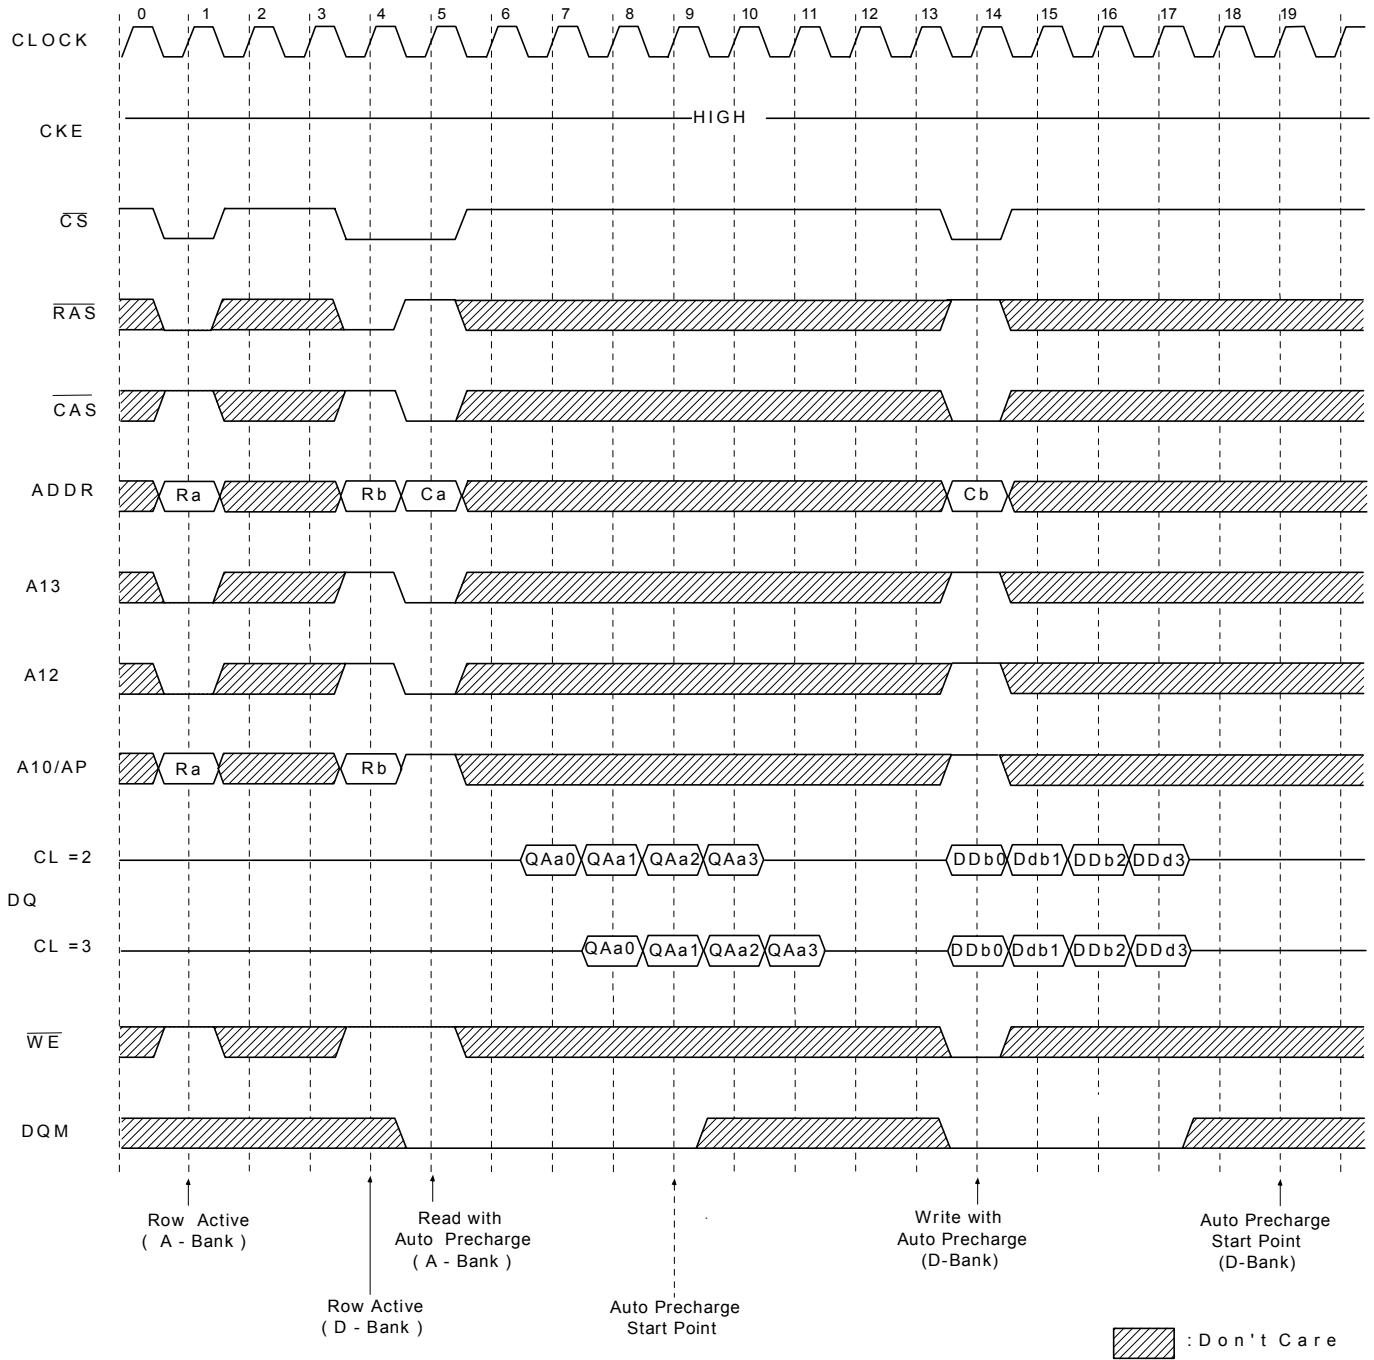 0 1 2 3 4 5 6 7 8 9 10 11 12 13 14 15 16 17 18 19
CLOCK
CKE HIGH
CS
RAS
CAS
ADDR Ra Rb Ca Cb
A13
A12
A10/AP Ra Rb
CL =2 QAa0 QAa1 QAa2 QAa3 DDb0 Ddb1 DDb2 DDd3
DQ
CL =3 QAa0 QAa1 QAa2 QAa3 DDb0 Ddb1 DDb2 DDd3
WE
DQM
Row Active
( A - Bank )
Read with
Auto Precharge
( A - Bank )
Write with
Auto Precharge
(D-Bank)
Auto Precharge
Start Point
(D-Bank)
Row Active
( D - Bank )
Auto Precharge
Start Point
: Don't Care